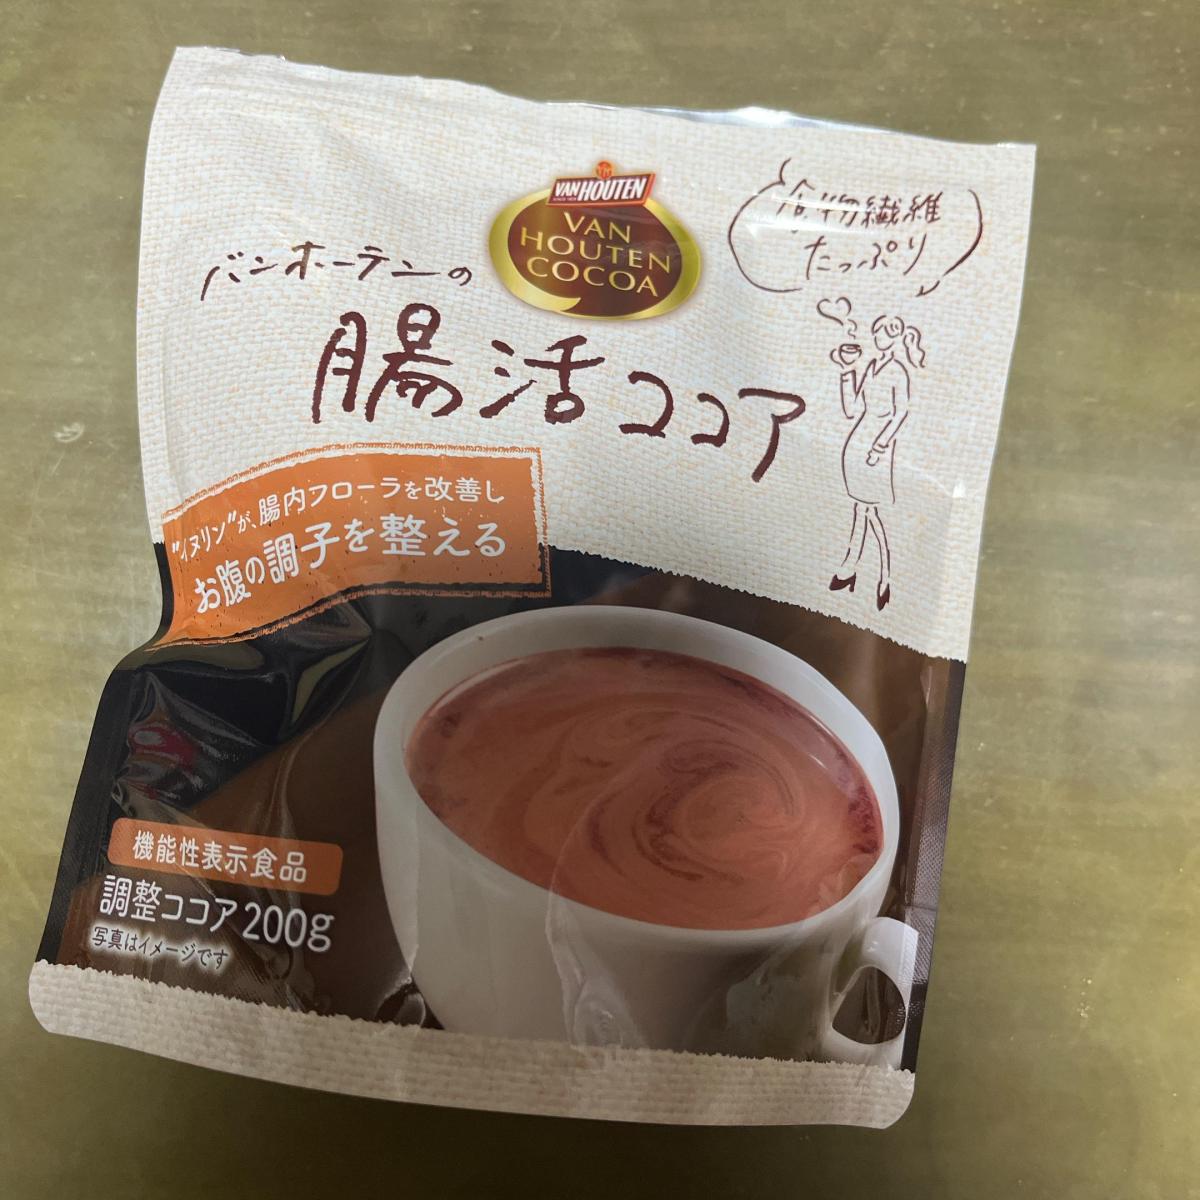 VAN HOUTEN
VAN
HOUTEN
COCOA
食物繊維
たっぷり
バンホーテンの
腸活ココア
"イヌリン"が、腸内フローラを改善し
お腹の調子を整える
機能性表示食品
調整ココア200g
写真はイメージです